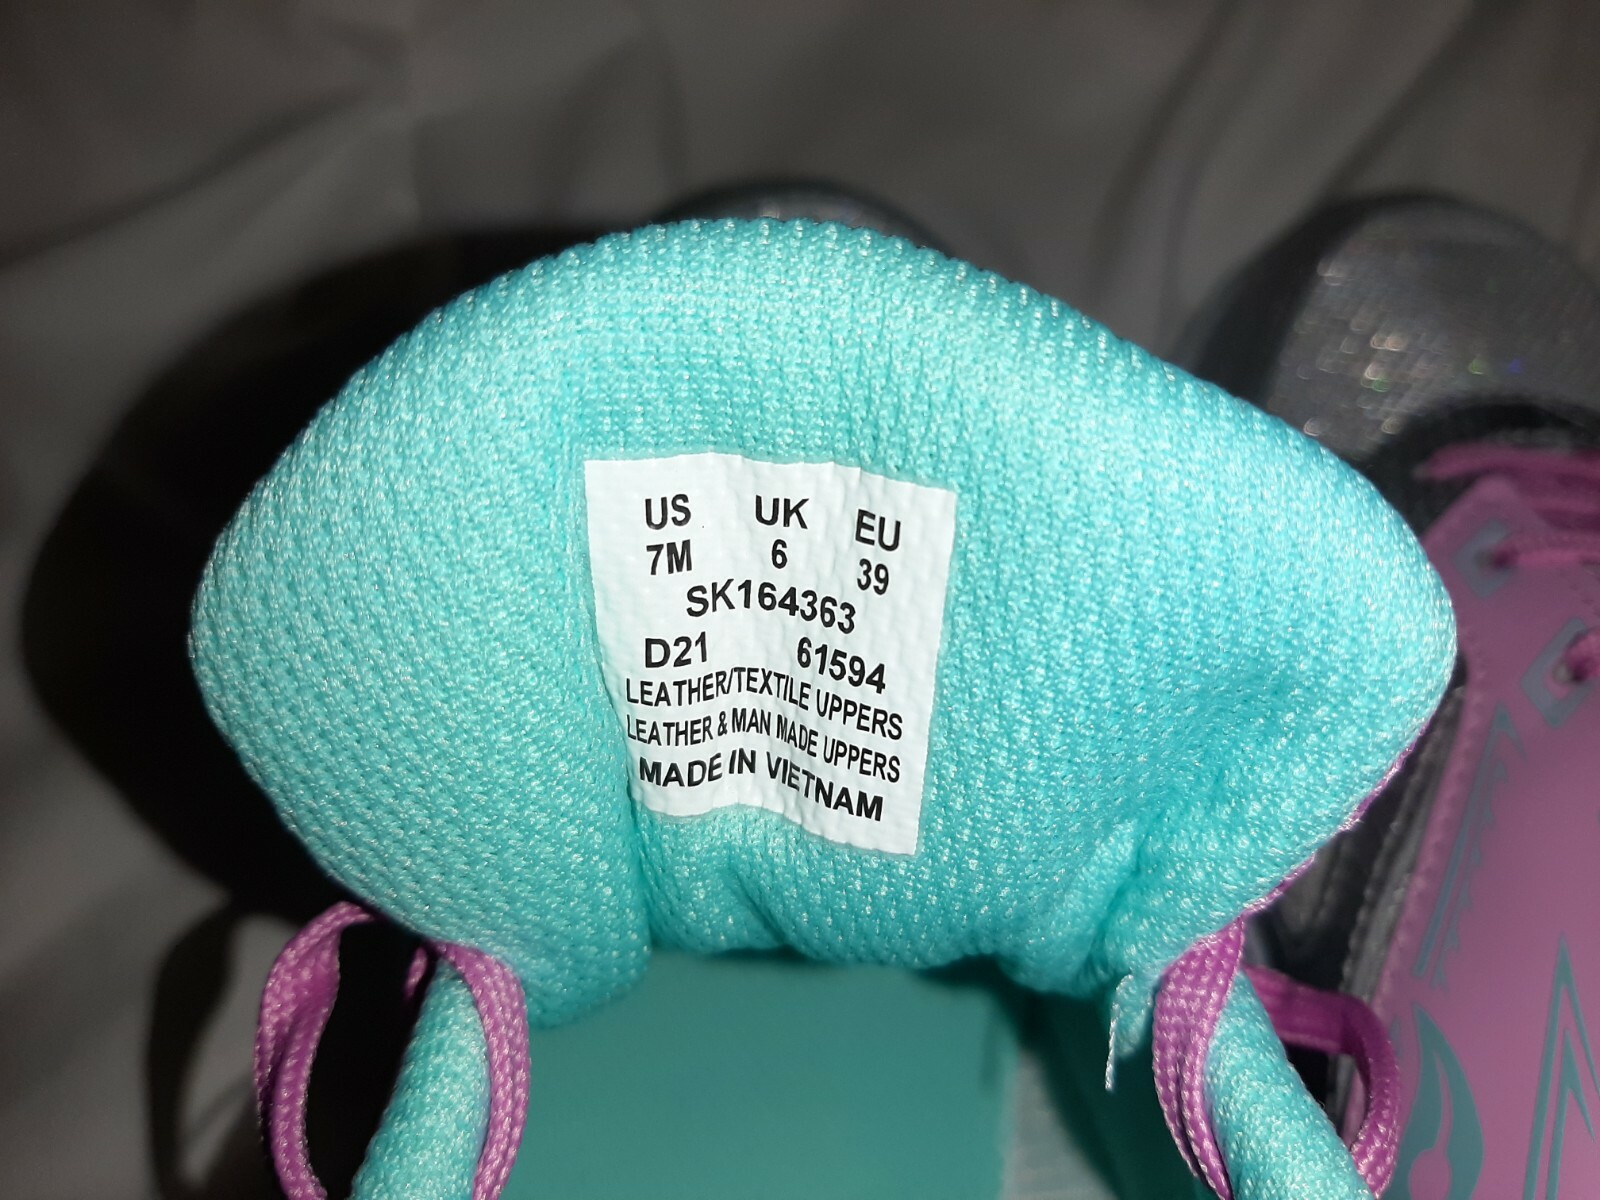 US UK EU
7M 6 39
SK164363
D21 61594
LEATHER/TEXTILE UPPERS
LEATHER & MAN MADE UPPERS
MADE IN VIETNAM